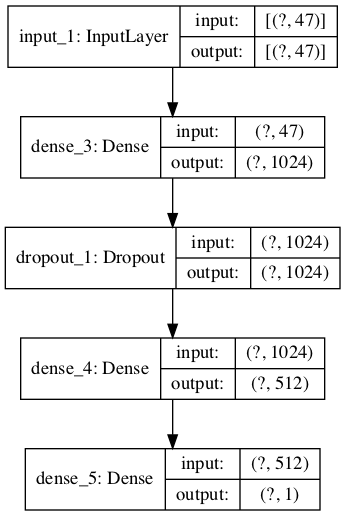 input_1: InputLayer
input: [(?, 47)]
output: [(?, 47)]
dense_3: Dense
input: (?, 47)
output: (?, 1024)
dropout_1: Dropout
input: (?, 1024)
output: (?, 1024)
dense_4: Dense
input: (?, 1024)
output: (?, 512)
dense_5: Dense
input: (?, 512)
output: (?, 1)